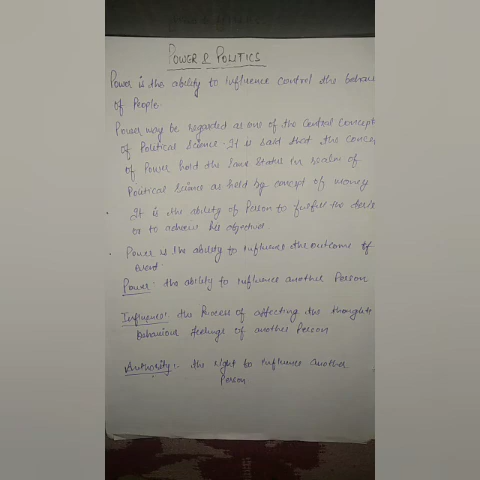 POWER & POLITICS
Power is the ability to influence control the behav
of People.
Power may be regarded as one of the Central Concept
of Political Science. It is said that the conce
of Power hold the same status in realm of
Political Science as held by concept of money
It is the ability of Person to fulfill his
or to achieve his objectives
Power is the ability to influence the outcome of
event.
Power: the ability to influence another Person
Influence: the Process of affecting the thoughts
Behaviour feelings of another Person
Authority: the right to influence another
Person